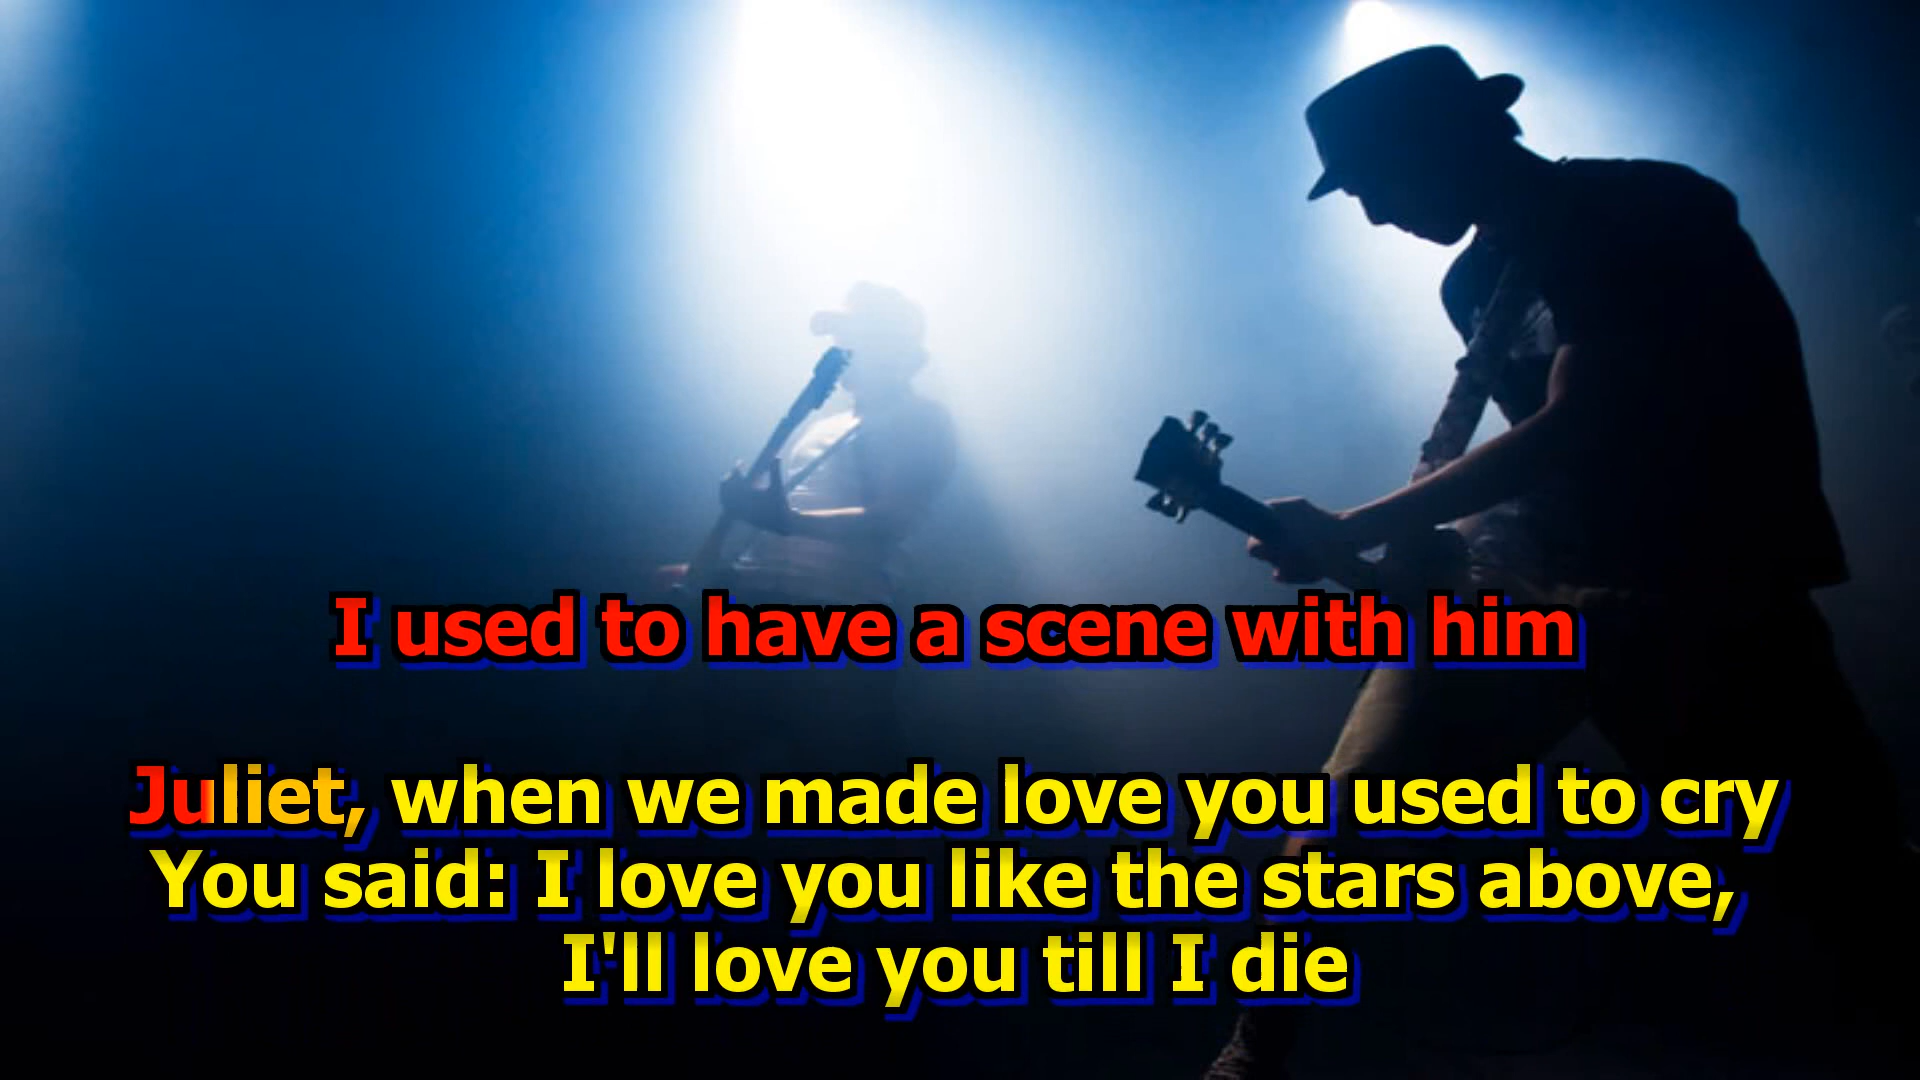 I used to have a scene with him
Juliet, when we made love you used to cry
You said: I love you like the stars above,
I'll love you till I die